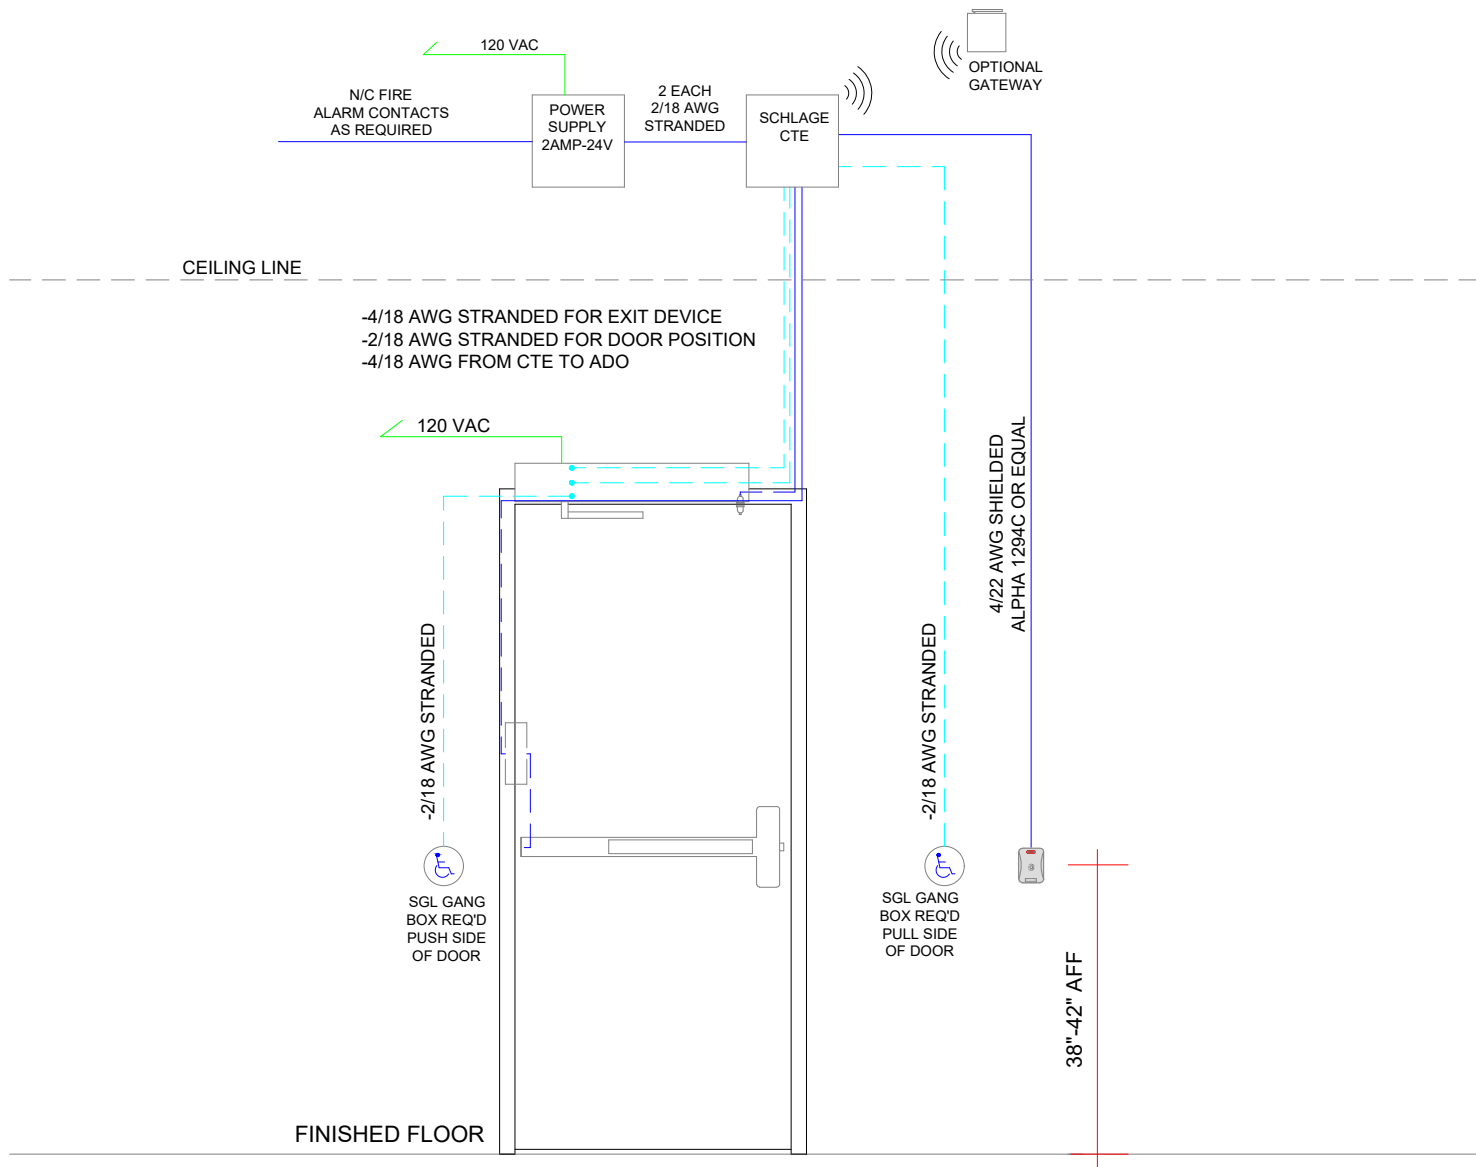 120 VAC
OPTIONAL
GATEWAY
N/C FIRE
ALARM CONTACTS
AS REQUIRED
POWER
SUPPLY
2AMP-24V
2 EACH
2/18 AWG
STRANDED
SCHLAGE
CTE
CEILING LINE
-4/18 AWG STRANDED FOR EXIT DEVICE
-2/18 AWG STRANDED FOR DOOR POSITION
-4/18 AWG FROM CTE TO ADO
120 VAC
4/22 AWG SHIELDED
ALPHA 1294C OR EQUAL
-2/18 AWG STRANDED
-2/18 AWG STRANDED
SGL GANG
BOX REQ'D
PUSH SIDE
OF DOOR
SGL GANG
BOX REQ'D
PULL SIDE
OF DOOR
38"-42" AFF
FINISHED FLOOR